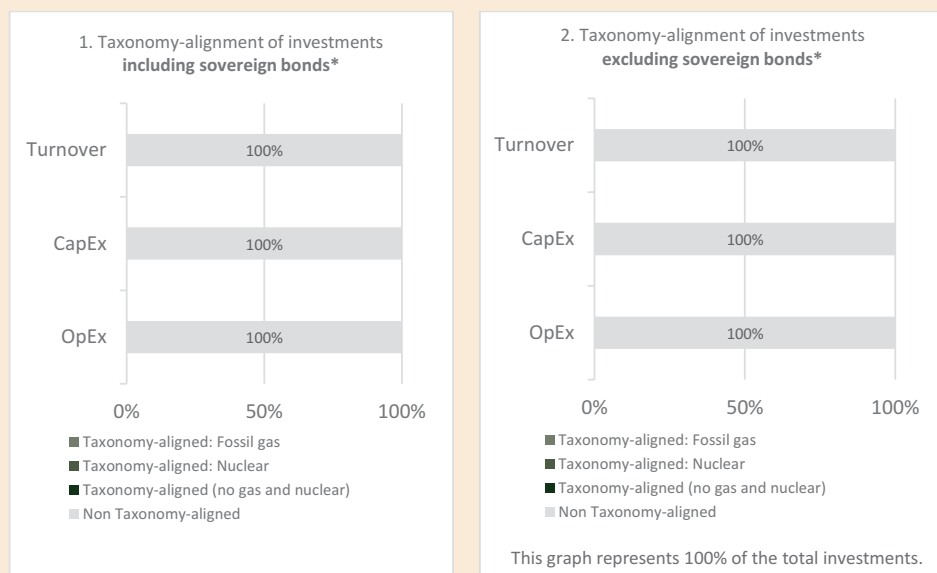 1. Taxonomy-alignment of investments
including sovereign bonds*
Turnover
100%
CapEx
100%
OpEx
100%
0%
50%
100%
Taxonomy-aligned: Fossil gas
Taxonomy-aligned: Nuclear
Taxonomy-aligned (no gas and nuclear)
Non Taxonomy-aligned
2. Taxonomy-alignment of investments
excluding sovereign bonds*
Turnover
100%
CapEx
100%
OpEx
100%
0%
50%
100%
Taxonomy-aligned: Fossil gas
Taxonomy-aligned: Nuclear
Taxonomy-aligned (no gas and nuclear)
Non Taxonomy-aligned
This graph represents 100% of the total investments.